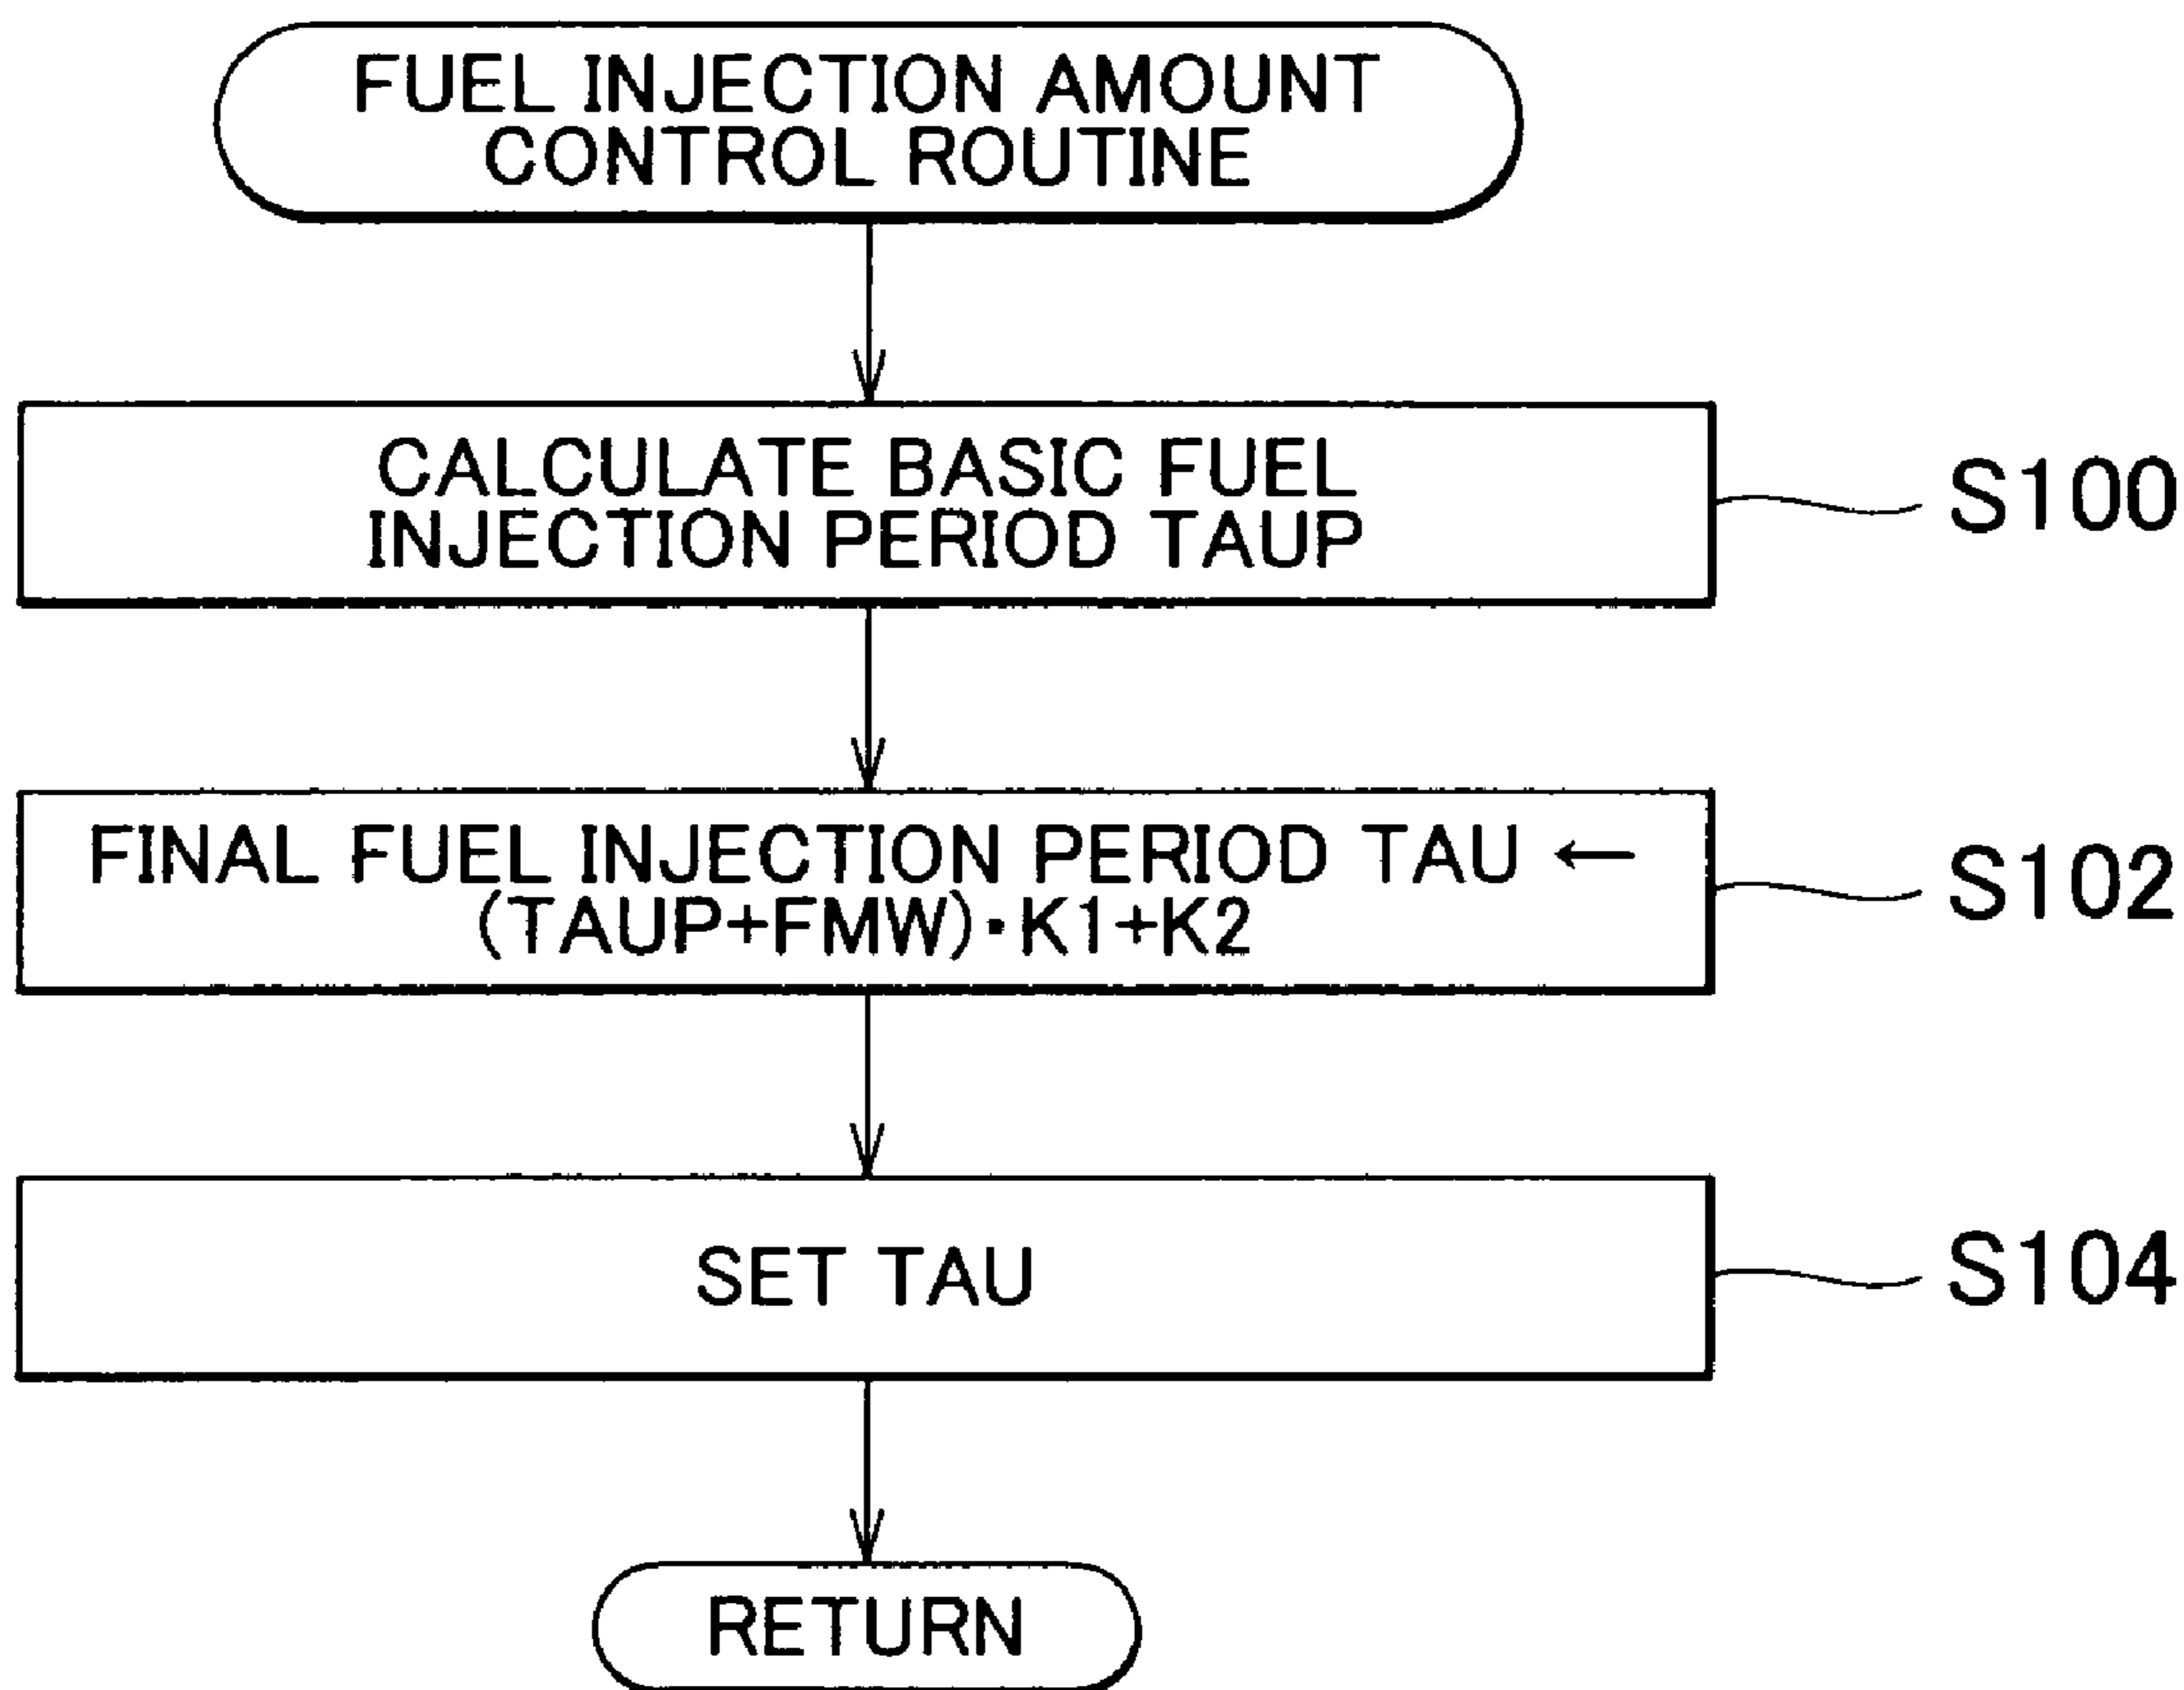 FUEL INJECTION AMOUNT
CONTROL ROUTINE
CALCULATE BASIC FUEL
INJECTION PERIOD TAUP
S100
FINAL FUEL INJECTION PERIOD TAU ←
(TAUP+FMW)·K1+K2
S102
SET TAU
S104
RETURN